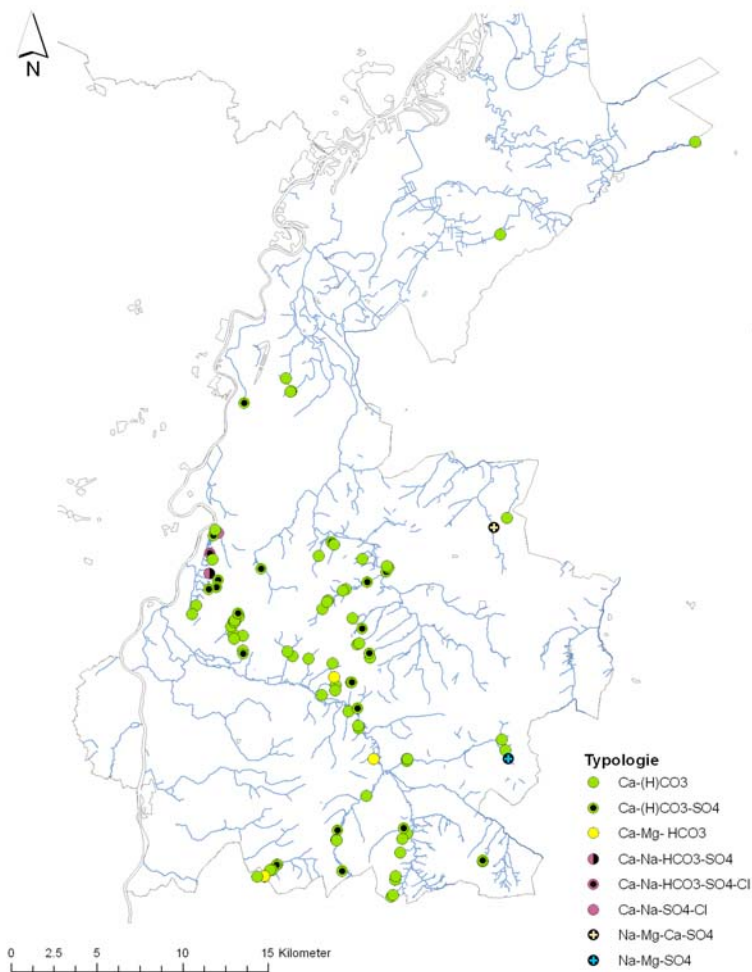 N
Typologie
Ca-(H)CO3
Ca-(H)CO3-SO4
Ca-Mg- HCO3
Ca-Na-HCO3-SO4
Ca-Na-HCO3-SO4-Cl
Ca-Na-SO4-Cl
Na-Mg-Ca-SO4
Na-Mg-SO4
0 2.5 5 10 15 Kilometer